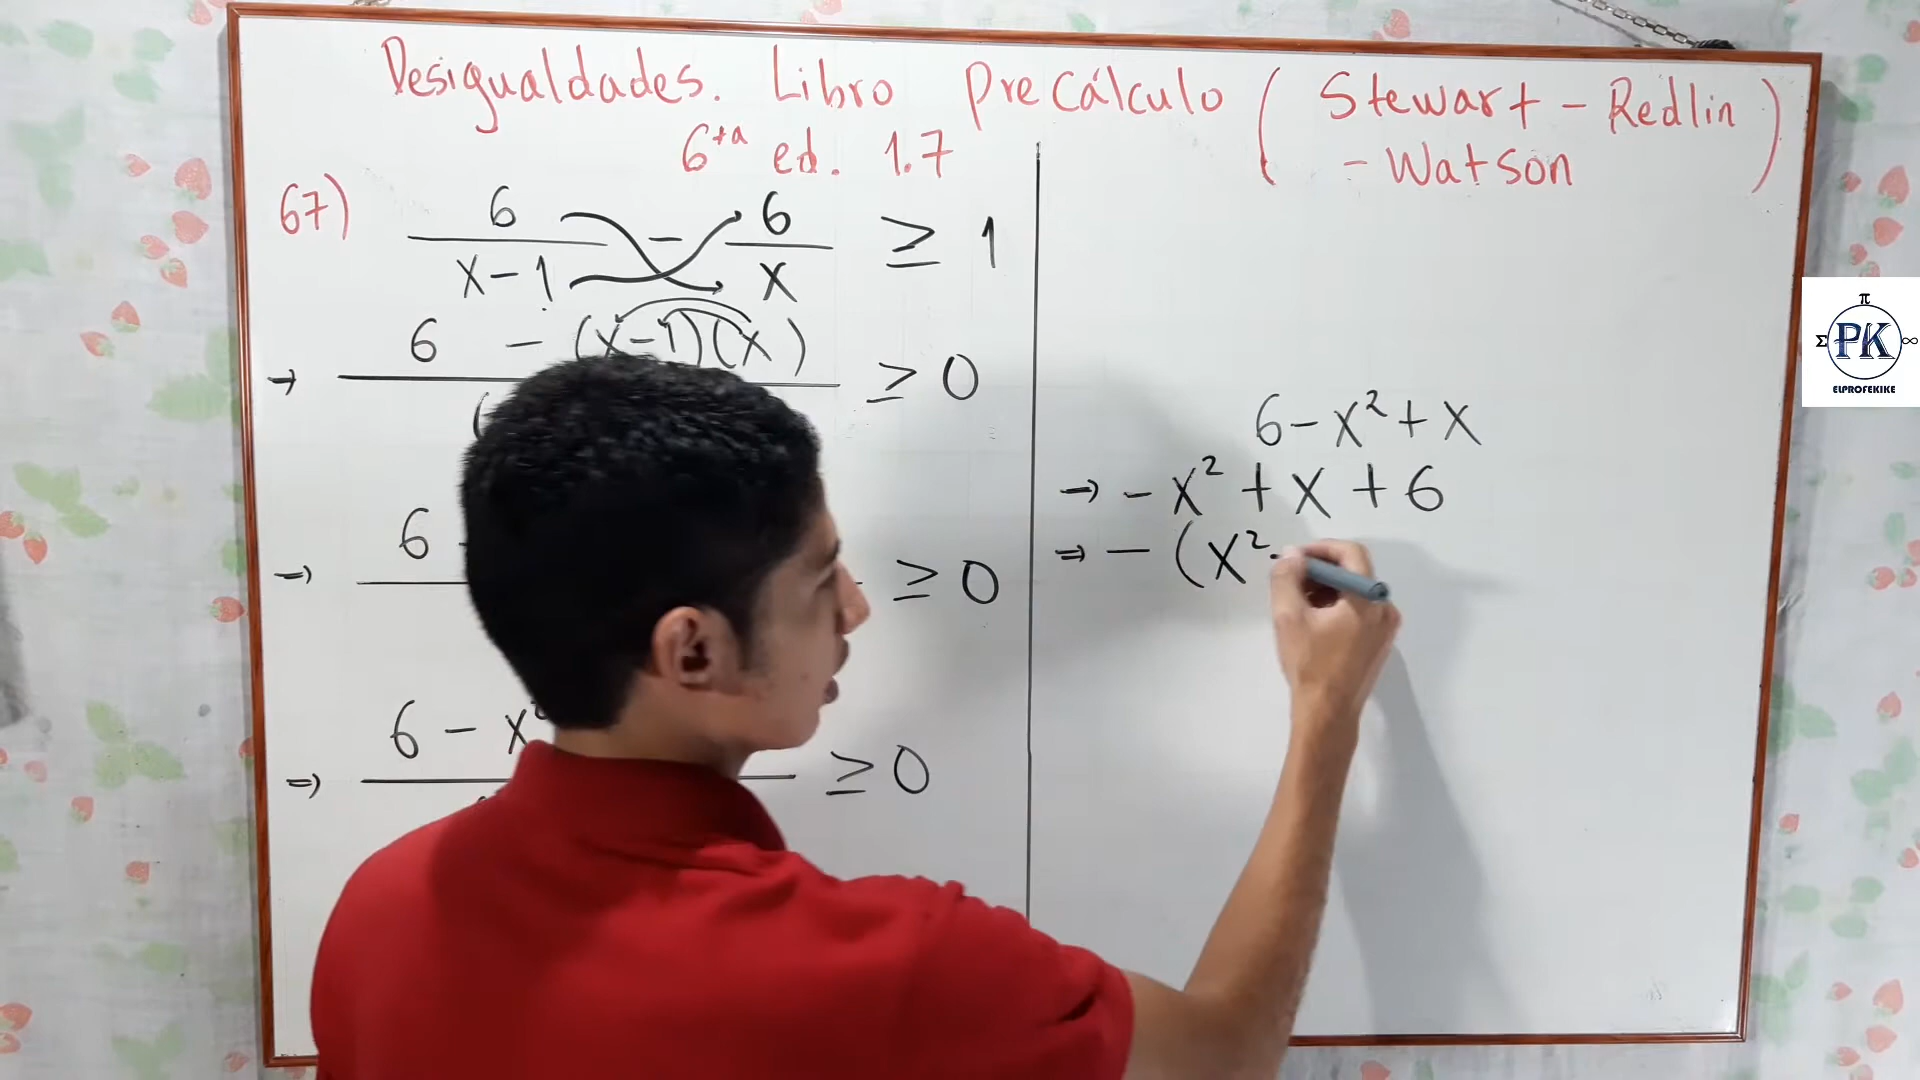 Desigualdades. Libro Precálculo ( Stewart - Redlin
- Watson )
6ta ed. 1.7
67) 6/(x-1) - 6/x ≥ 1
→ 6 - (x-1)(x) ≥ 0
⇒ 6 ≥ 0
⇒ 6 - x ≥ 0
6 - x² + x
→ - x² + x + 6
⇒ - (x²
π
Σ PK ∞
ELPROFEKIKE